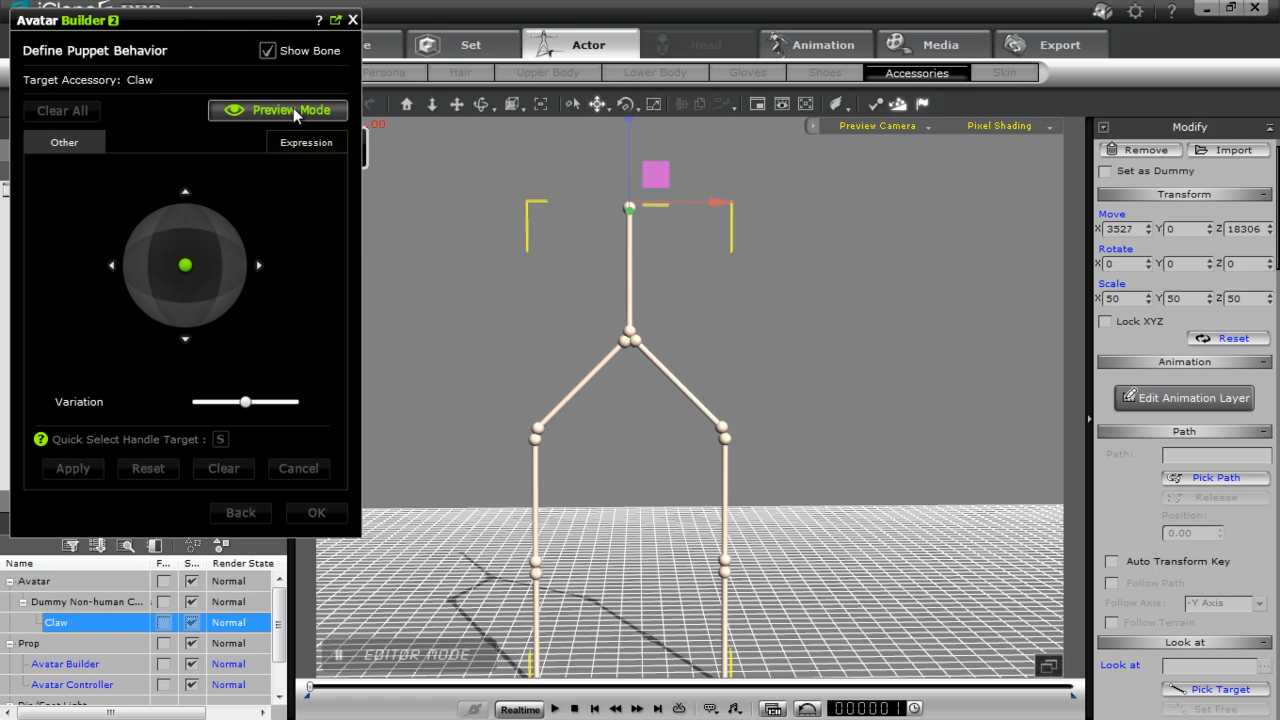 Avatar Builder 2
?
Define Puppet Behavior
Show Bone
Target Accessory: Claw
Clear All
Preview Mode
Other
Expression
Variation
? Quick Select Handle Target : S
Apply
Reset
Clear
Cancel
Back
OK
Set
Actor
Head
Animation
Media
Export
Persona
Hair
Upper Body
Lower Body
Gloves
Shoes
Accessories
Skin
.00
Preview Camera
Pixel Shading
EDITOR MODE
Modify
Remove
Import
Set as Dummy
Transform
Move
X 3527 Y 0 Z 18306
Rotate
X 0 Y 0 Z 0
Scale
X 50 Y 50 Z 50
Lock XYZ
Reset
Animation
Edit Animation Layer
Path
Path:
Pick Path
Release
Position:
0.00
Auto Transform Key
Follow Path
Follow Axis: -Y Axis
Follow Terrain
Look at
Look at
Pick Target
Set Free
Name F... S... Render State
Avatar Normal
Dummy Non-human C... Normal
Claw Normal
Prop Normal
Avatar Builder Normal
Avatar Controller Normal
Realtime
000001